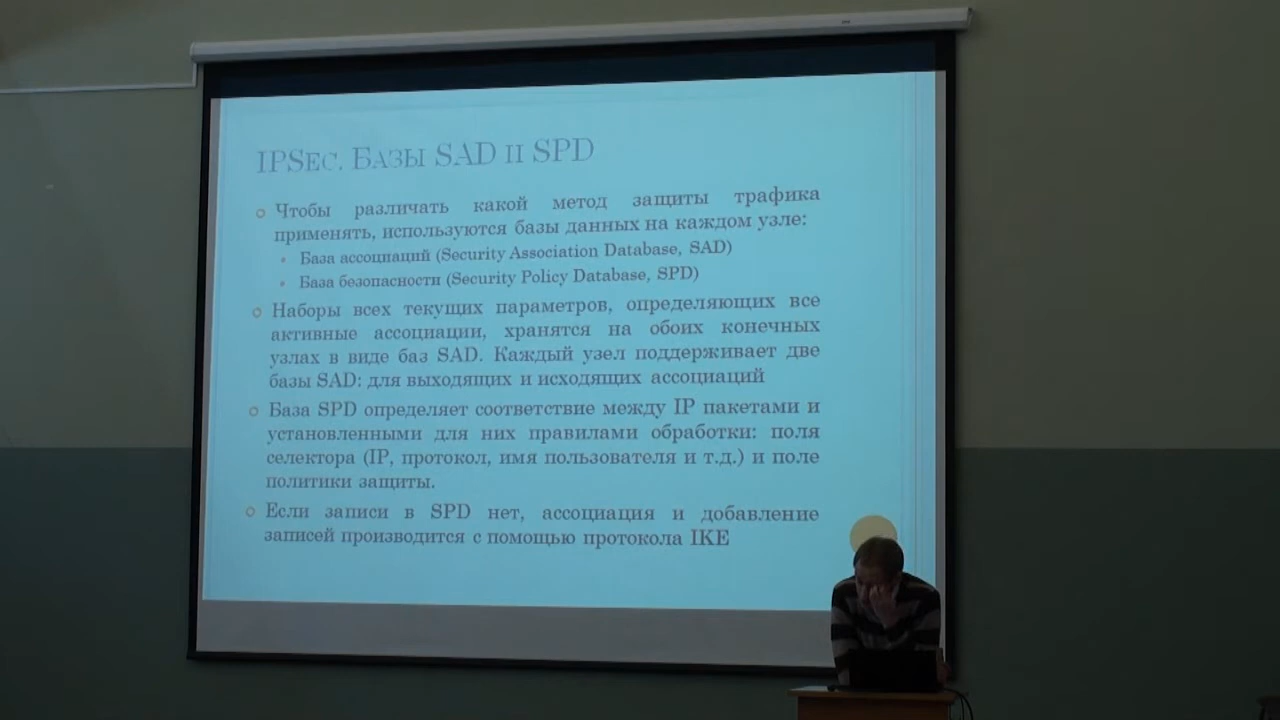 IPSec. Базы SAD и SPD
Чтобы различать какой метод защиты трафика
применять, используются базы данных на каждом узле:
База ассоциаций (Security Association Database, SAD)
База безопасности (Security Policy Database, SPD)
Наборы всех текущих параметров, определяющих все
активные ассоциации, хранятся на обоих конечных
узлах в виде баз SAD. Каждый узел поддерживает две
базы SAD: для выходящих и исходящих ассоциаций
База SPD определяет соответствие между IP пакетами и
установленными для них правилами обработки: поля
селектора (IP, протокол, имя пользователя и т.д.) и поле
политики защиты.
Если записи в SPD нет, ассоциация и добавление
записей производится с помощью протокола IKE